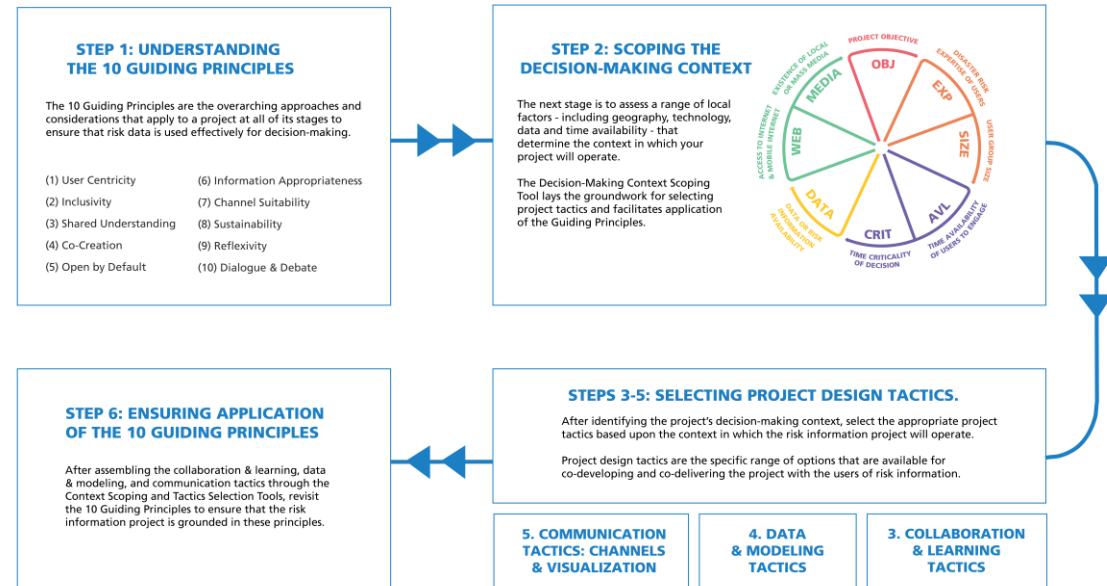 STEP 1: UNDERSTANDING
THE 10 GUIDING PRINCIPLES
The 10 Guiding Principles are the overarching approaches and
considerations that apply to a project at all of its stages to
ensure that risk data is used effectively for decision-making.
(1) User Centricity
(2) Inclusivity
(3) Shared Understanding
(4) Co-Creation
(5) Open by Default
(6) Information Appropriateness
(7) Channel Suitability
(8) Sustainability
(9) Reflexivity
(10) Dialogue & Debate
STEP 2: SCOPING THE
DECISION-MAKING CONTEXT
The next stage is to assess a range of local
factors - including geography, technology,
data and time availability - that
determine the context in which your
project will operate.
The Decision-Making Context Scoping
Tool lays the groundwork for selecting
project tactics and facilitates application
of the Guiding Principles.
PROJECT OBJECTIVE
OBJ
DISASTER RISK
EXPERTISE OF USERS
EXP
USER GROUP SIZE
SIZE
TIME AVAILABILITY
OF USERS TO ENGAGE
AVL
CRIT
TIME CRITICALITY
OF DECISION
DATA
DATA OR RISK
INFORMATION
AVAILABILITY
WEB
ACCESS TO INTERNET
& MOBILE INTERNET
MEDIA
EXISTENCE OF LOCAL
OR MASS MEDIA
STEPS 3-5: SELECTING PROJECT DESIGN TACTICS.
After identifying the project's decision-making context, select the appropriate project
tactics based upon the context in which the risk information project will operate.
Project design tactics are the specific range of options that are available for
co-developing and co-delivering the project with the users of risk information.
3. COLLABORATION
& LEARNING
TACTICS
4. DATA
& MODELING
TACTICS
5. COMMUNICATION
TACTICS: CHANNELS
& VISUALIZATION
STEP 6: ENSURING APPLICATION
OF THE 10 GUIDING PRINCIPLES
After assembling the collaboration & learning, data
& modeling, and communication tactics through the
Context Scoping and Tactics Selection Tools, revisit
the 10 Guiding Principles to ensure that the risk
information project is grounded in these principles.